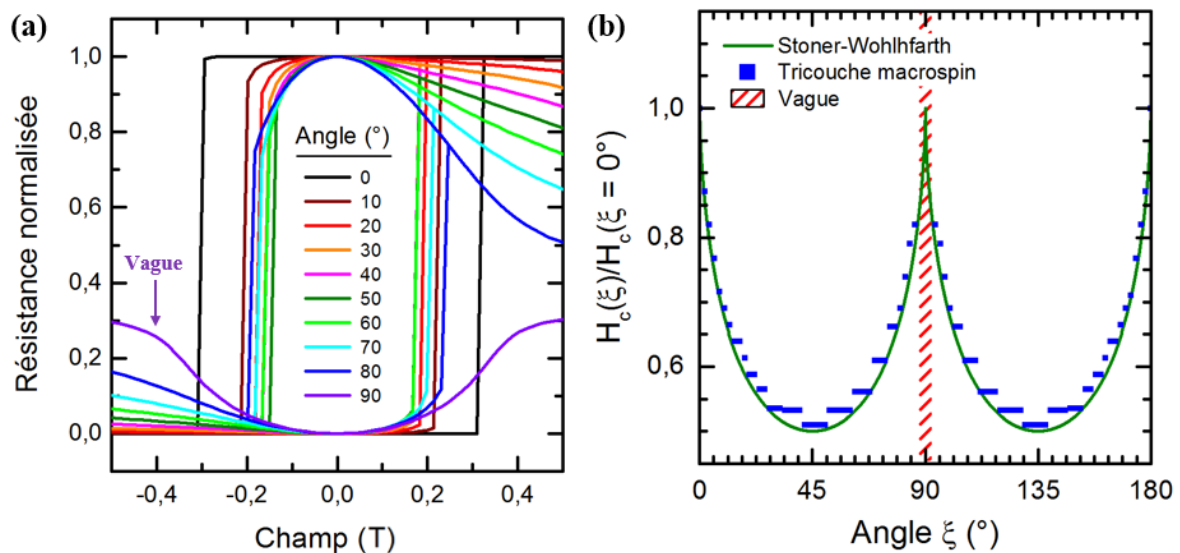 (a)
Résistance normalisée
1,0
0,8
0,6
0,4
0,2
0,0
Vague
Angle (°)
0
10
20
30
40
50
60
70
80
90
-0,4
-0,2
0,0
0,2
0,4
Champ (T)
(b)
H_c(ξ)/H_c(ξ = 0°)
1,0
0,8
0,6
Stoner-Wohlhfarth
Tricouche macrospin
Vague
0
45
90
135
180
Angle ξ (°)